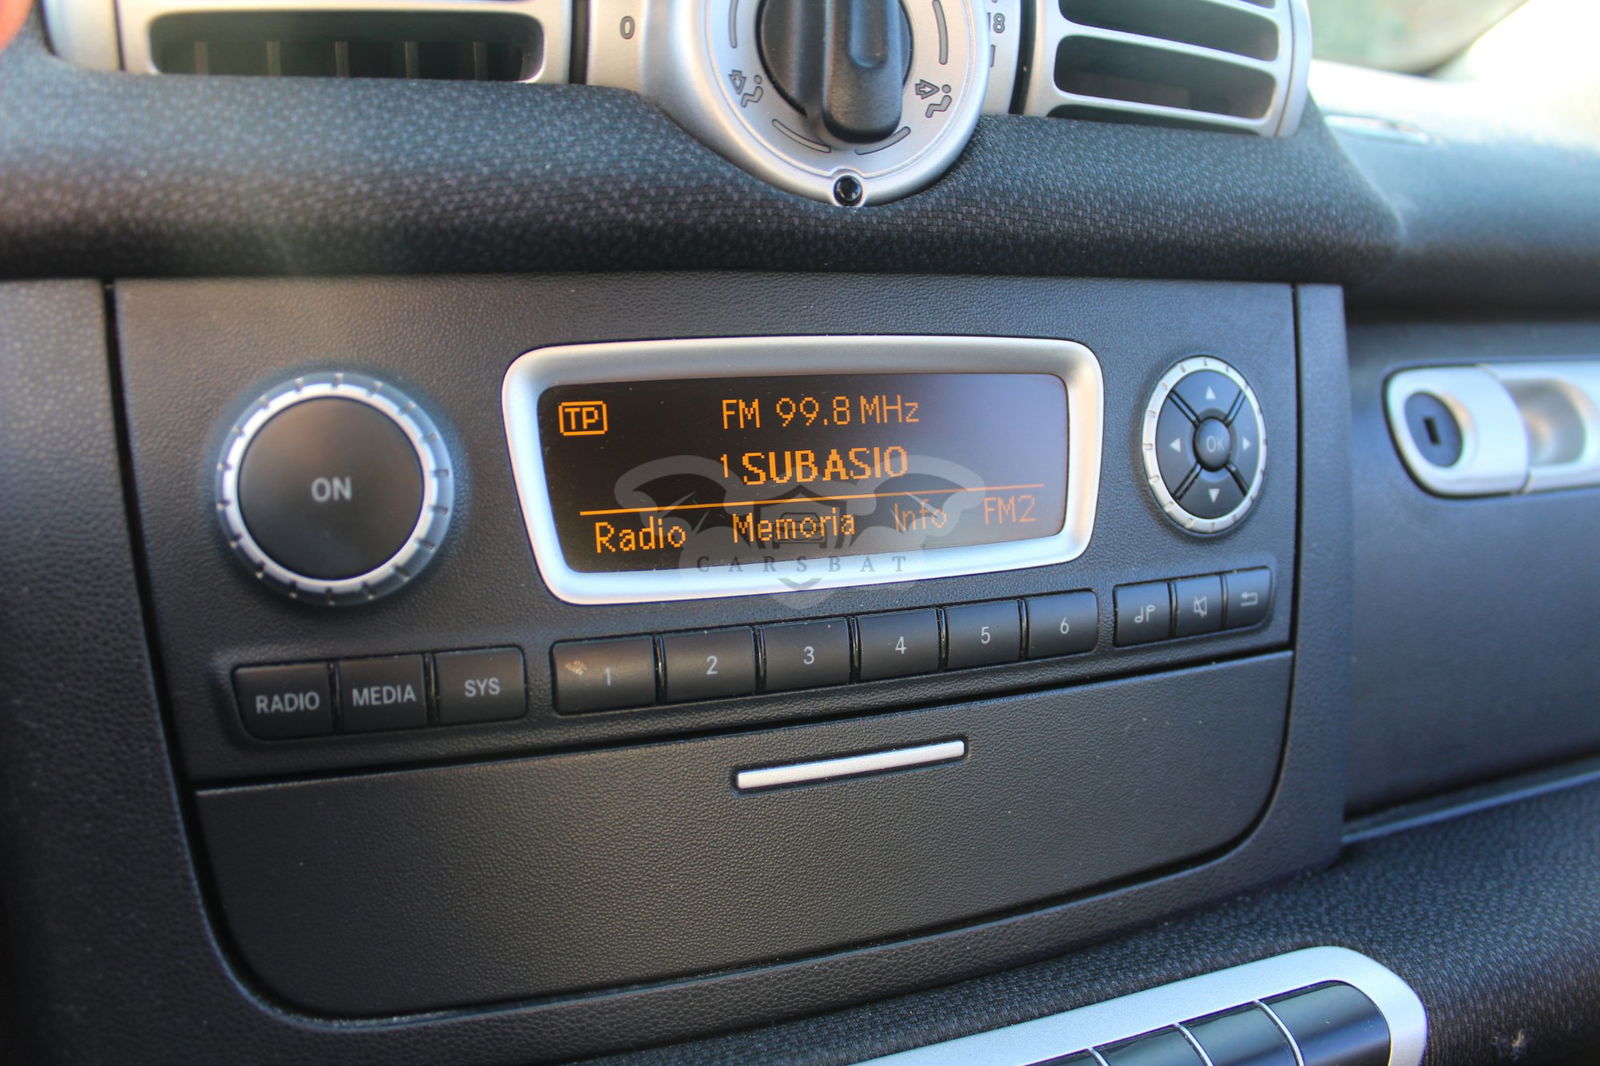 0
18
TP
FM 99.8 MHz
1 SUBASIO
Radio Memoria Info FM2
CARSBAT
ON
OK
RADIO MEDIA SYS 1 2 3 4 5 6